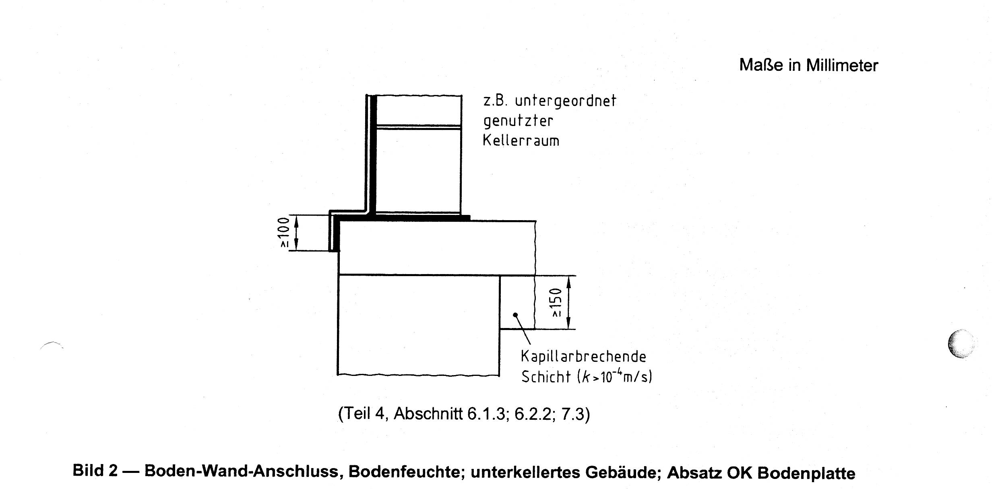 Maße in Millimeter
z.B. untergeordnet
genutzter
Kellerraum
≥100
≥150
Kapillarbrechende
Schicht (k>10⁻⁴m/s)
(Teil 4, Abschnitt 6.1.3; 6.2.2; 7.3)
Bild 2 — Boden-Wand-Anschluss, Bodenfeuchte; unterkellertes Gebäude; Absatz OK Bodenplatte